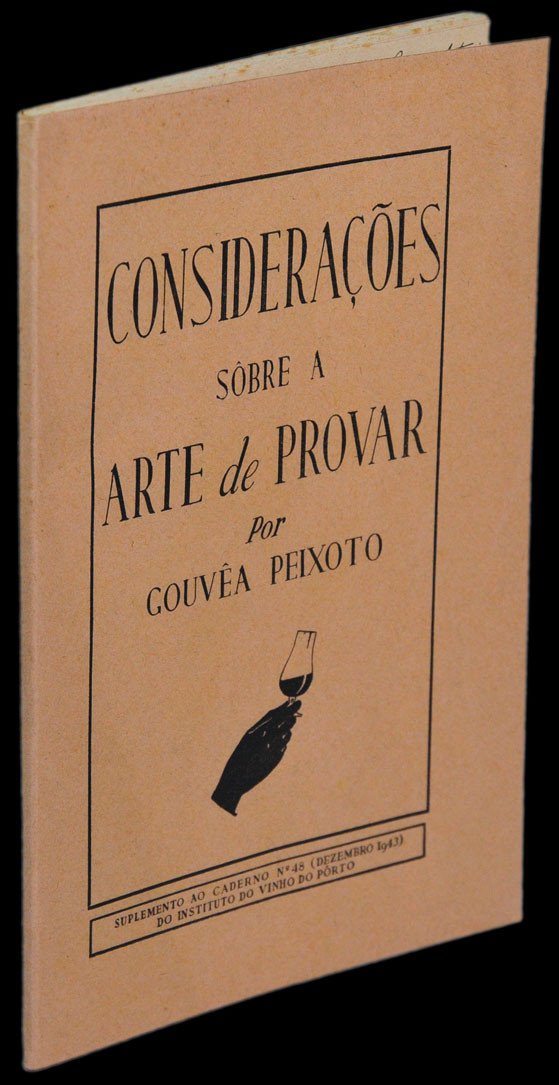 CONSIDERAÇÕES
SÔBRE A
ARTE de PROVAR
Por
GOUVÊA PEIXOTO
SUPLEMENTO AO CADERNO Nº 48 (DEZEMBRO 1943)
DO INSTITUTO DO VINHO DO PÔRTO